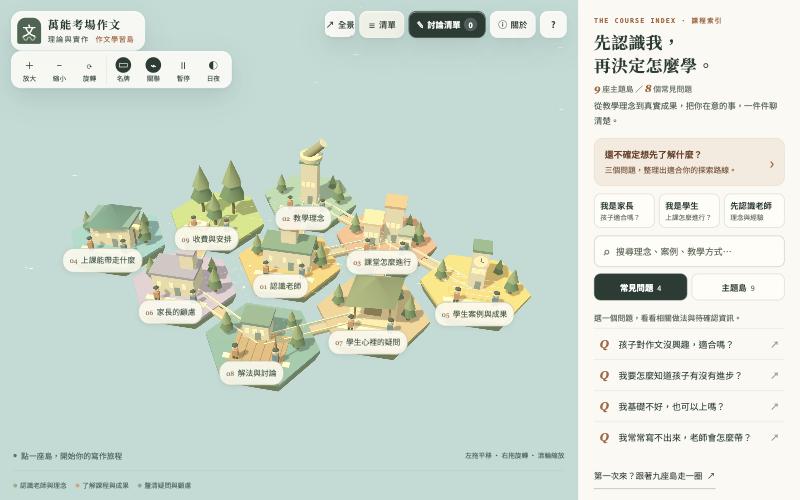 文
萬能考場作文
理論與實作 作文學習島
↗ 全景
≡ 清單
✎ 討論清單 0
ⓘ 關於
?
+ 放大
− 縮小
⟳ 旋轉
名牌
關聯
II 暫停
◐ 日夜
02 教學理念
09 收費與安排
04 上課能帶走什麼
03 課堂怎麼進行
01 認識老師
06 家長的顧慮
05 學生案例與成果
07 學生心裡的疑問
08 解法與討論
• 點一座島，開始你的寫作旅程
左拖平移 • 右拖旋轉 • 滾輪縮放
認識老師與理念
了解課程與成果
釐清疑問與顧慮
THE COURSE INDEX · 課程索引
先認識我，
再決定怎麼學。
9 座主題島 ／ 8 個常見問題
從教學理念到真實成果，把你在意的事，一件件聊
清楚。
還不確定想先了解什麼？
三個問題，整理出適合你的探索路線。
›
我是家長
孩子適合嗎？
我是學生
上課怎麼進行？
先認識老師
理念與經驗
⌕ 搜尋理念、案例、教學方式…
常見問題 4
主題島 9
選一個問題，看看相關做法與待確認資訊。
Q 孩子對作文沒興趣，適合嗎？ ↗
Q 我要怎麼知道孩子有沒有進步？ ↗
Q 我基礎不好，也可以上嗎？ ↗
Q 我常常寫不出來，老師會怎麼帶？ ↗
第一次來？跟著九座島走一圈 ↗